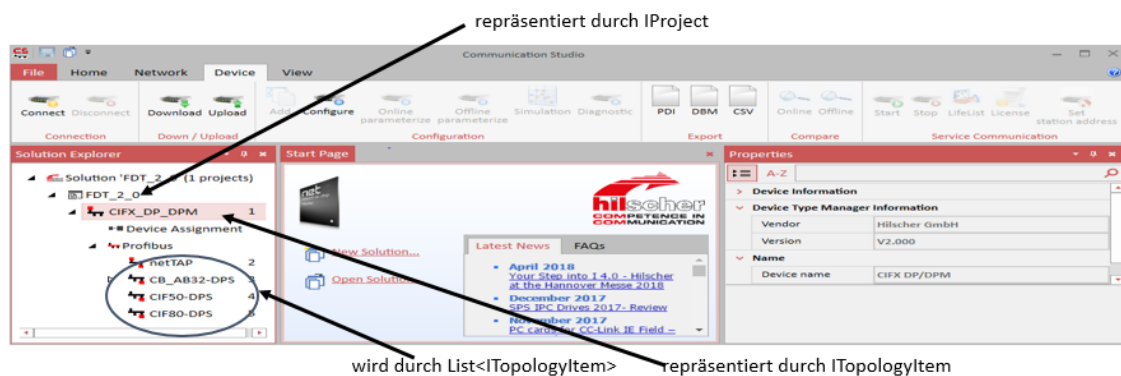 repräsentiert durch IProject
CS
Communication Studio
File Home Network Device View
Connect Disconnect Download Upload Add Configure Online parameterize Offline parameterize Simulation Diagnostic PDI DBM CSV Online Offline Start Stop LifeList License Set station address
Connection Down / Upload Configuration Export Compare Service Communication
Solution Explorer
Solution 'FDT_2_0' (1 projects)
FDT_2_0
CIFX_DP_DPM 1
Device Assignment
Profibus
netTAP 2
CB_AB32-DPS 3
CIF50-DPS 4
CIF80-DPS 5
Start Page
net
hilscher
COMPETENCE IN
COMMUNICATION
New Solution...
Open Solution...
Latest News FAQs
April 2018
Your Step into I 4.0 - Hilscher
at the Hannover Messe 2018
December 2017
SPS IPC Drives 2017- Review
November 2017
PC cards for CC-Link IE Field –
Properties
A-Z
Device Information
Device Type Manager Information
Vendor Hilscher GmbH
Version V2.000
Name
Device name CIFX DP/DPM
wird durch List<ITopologyItem> repräsentiert durch ITopologyItem